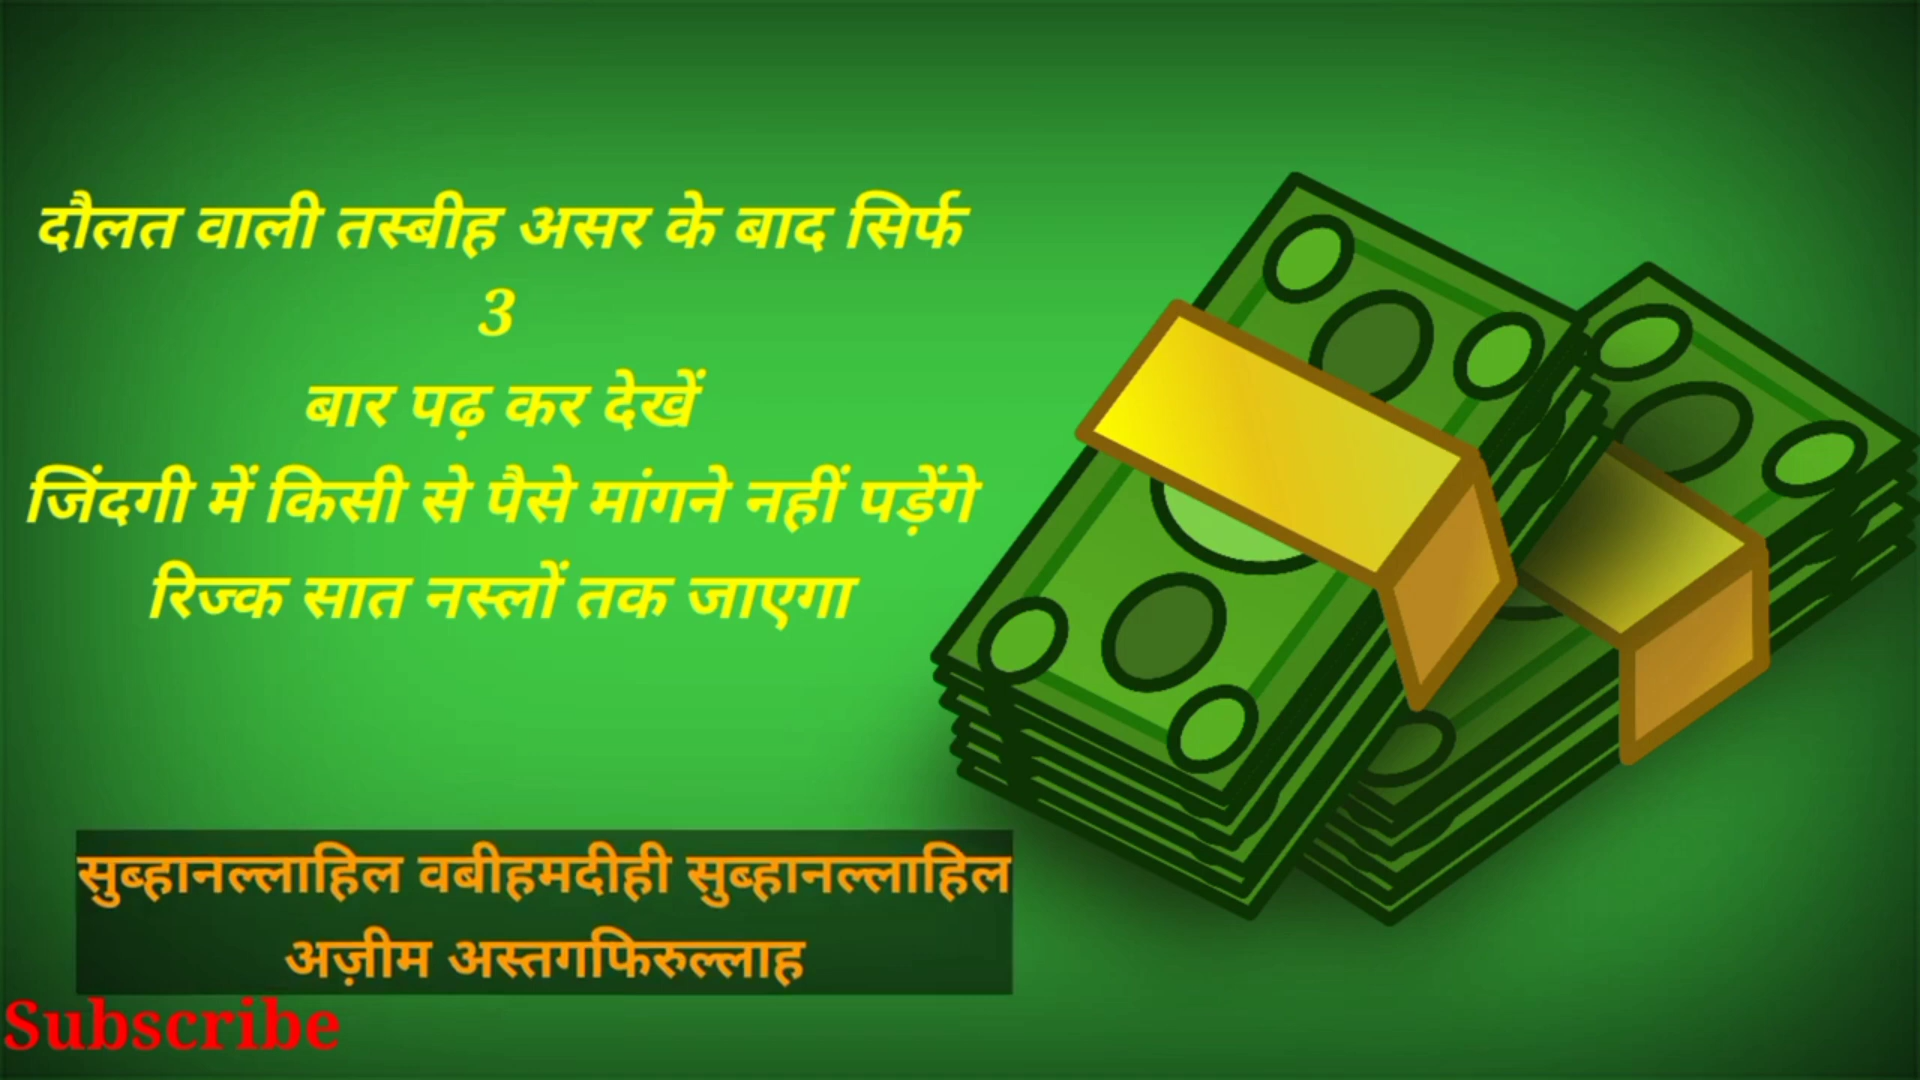 दौलत वाली तस्बीह असर के बाद सिर्फ
3
बार पढ़ कर देखें
जिंदगी में किसी से पैसे मांगने नहीं पड़ेंगे
रिज्क सात नस्लों तक जाएगा
सुब्हानल्लाहिल वबीहमदीही सुब्हानल्लाहिल
अज़ीम अस्तगफिरुल्लाह
Subscribe